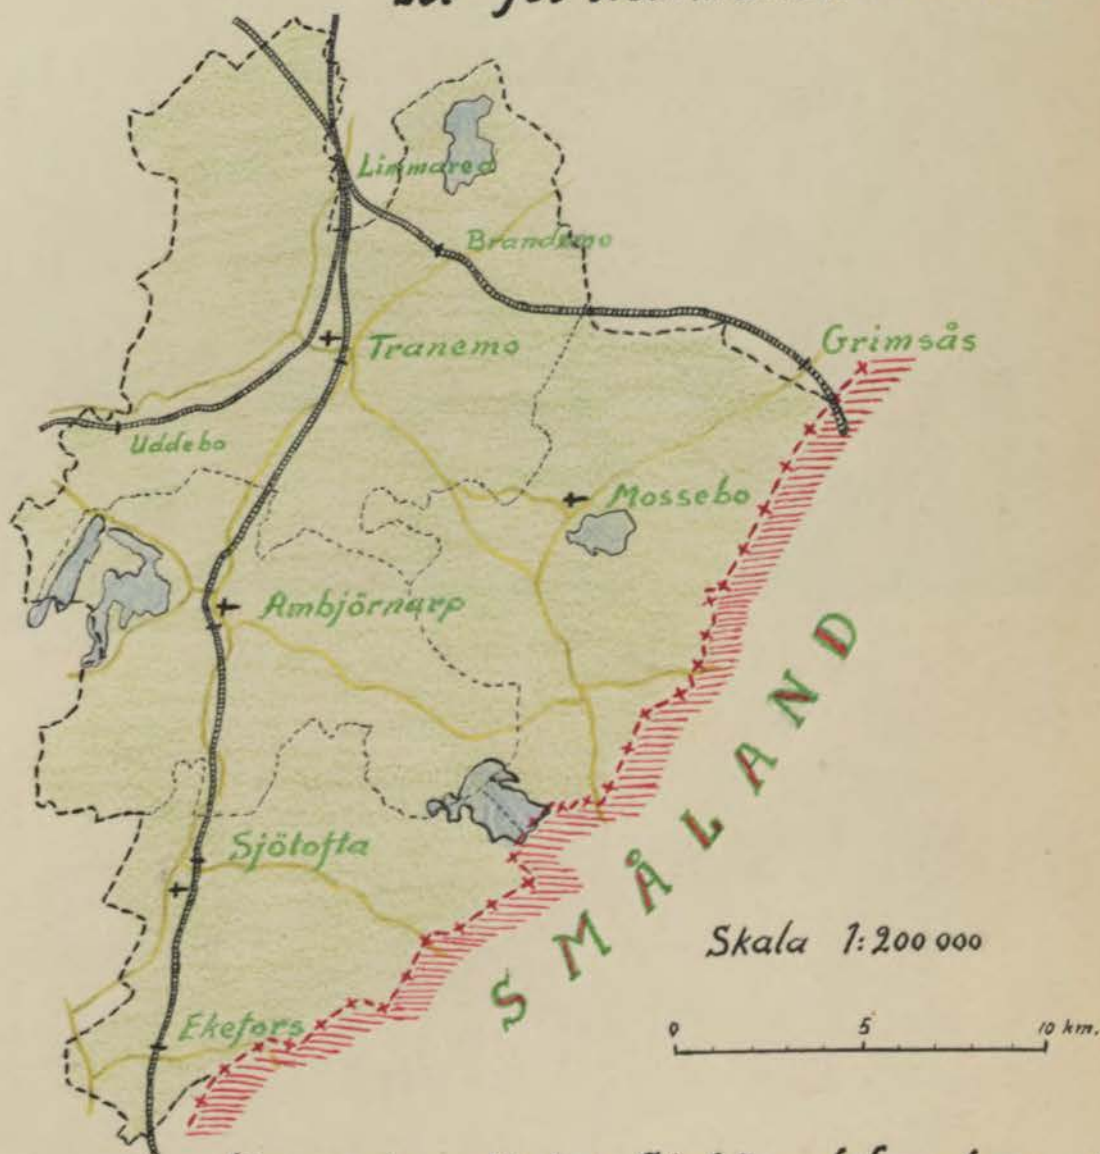 Limmared
Brandsmo
Grimsås
Tranemo
Uddebo
Mossebo
Ambjörnarp
SMÅLAND
Sjötofta
Skala 1:200 000
Ekefors
0 5 10 km.